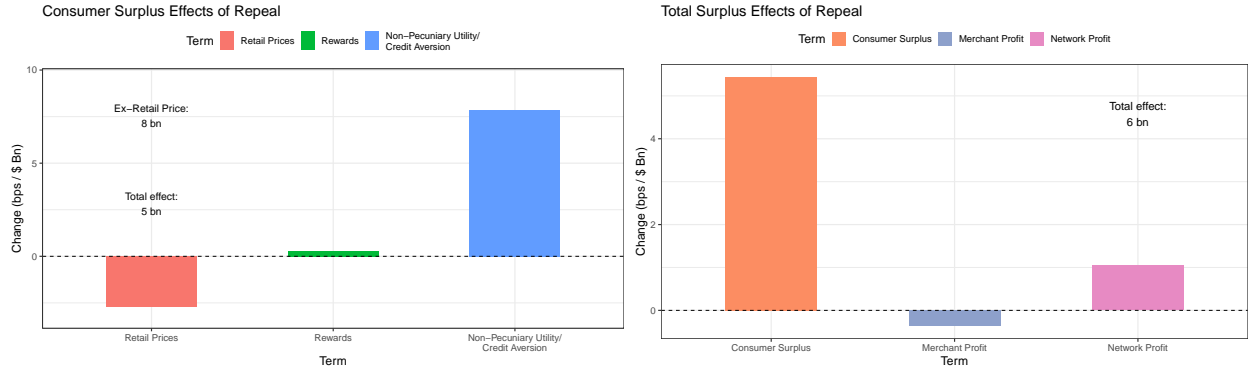 Consumer Surplus Effects of Repeal
Term Retail Prices Rewards Non−Pecuniary Utility/
Credit Aversion
10
5
0
Change (bps / $ Bn)
Ex−Retail Price:
8 bn
Total effect:
5 bn
Retail Prices Rewards Non−Pecuniary Utility/
Credit Aversion
Term
Total Surplus Effects of Repeal
Term Consumer Surplus Merchant Profit Network Profit
4
2
0
Change (bps / $ Bn)
Total effect:
6 bn
Consumer Surplus Merchant Profit Network Profit
Term